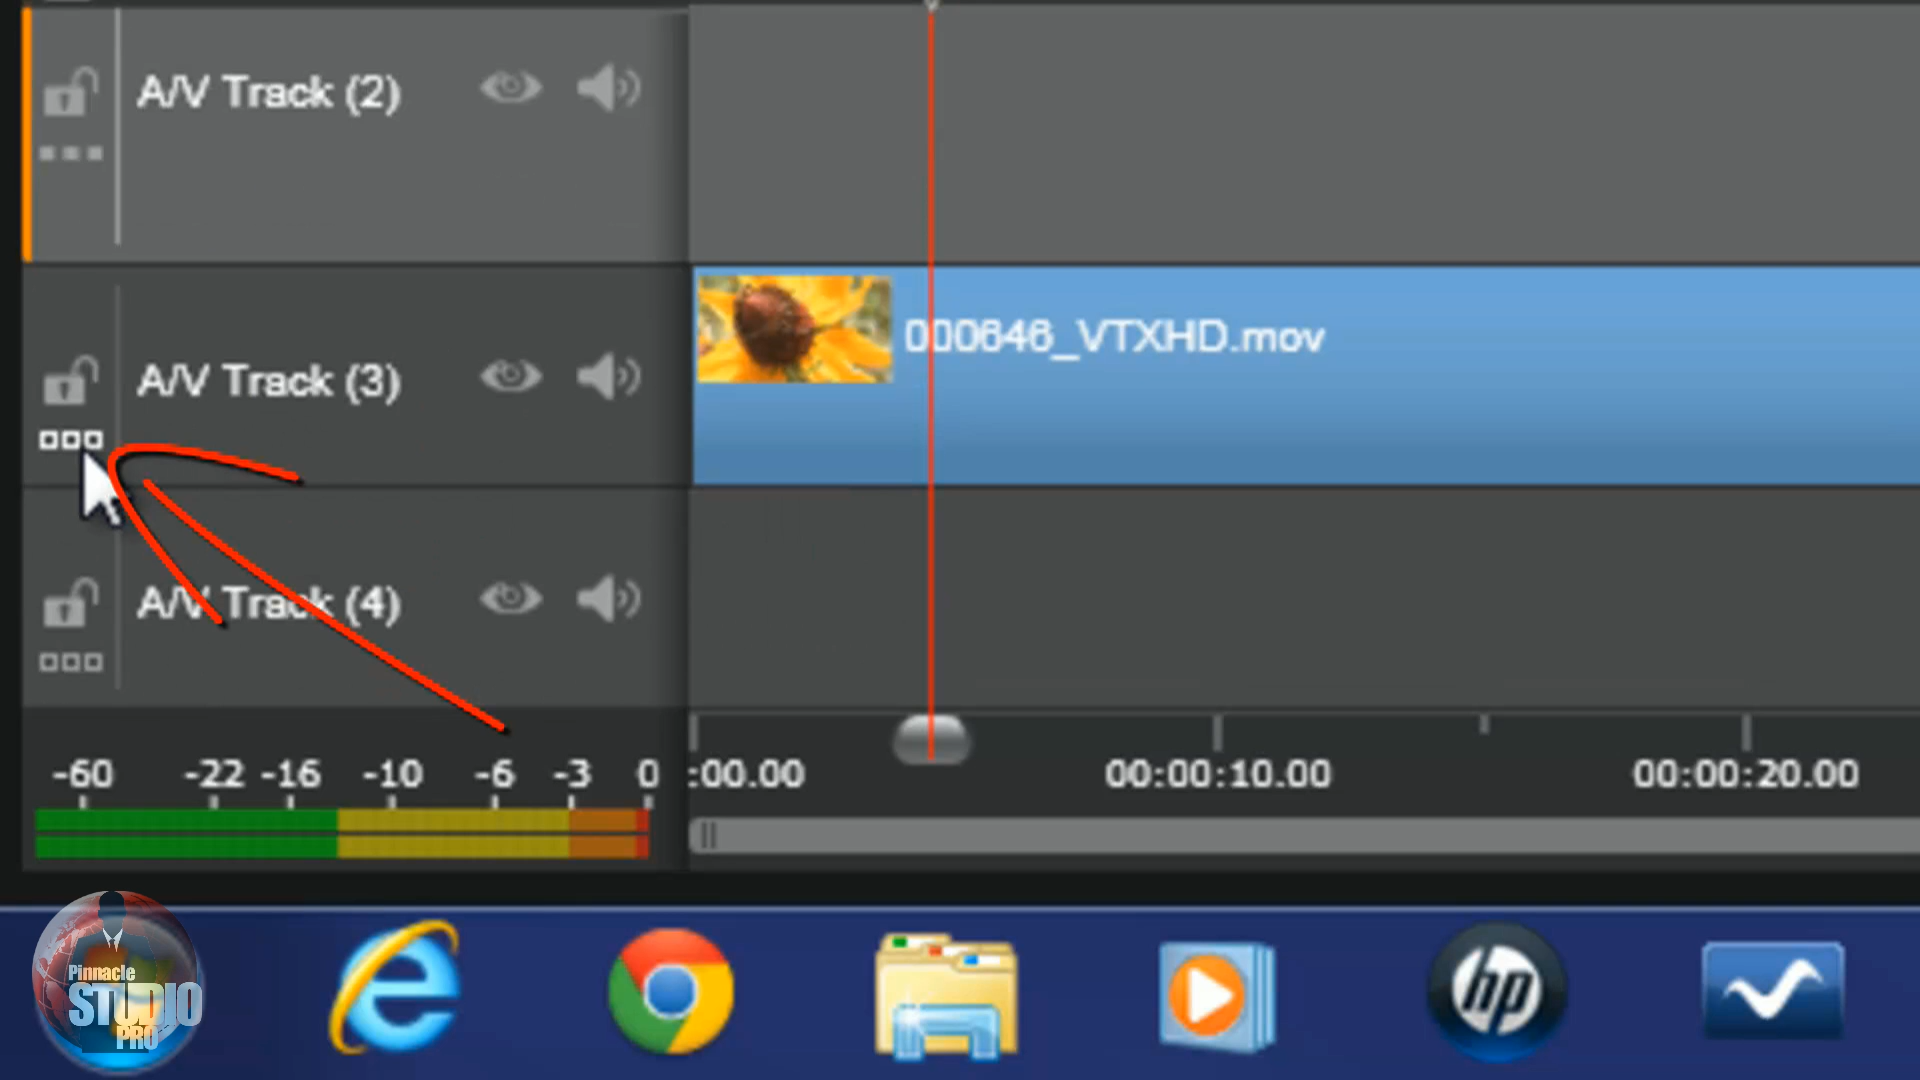 A/V Track (2)
A/V Track (3)
000646_VTXHD.mov
A/V Track (4)
-60 -22 -16 -10 -6 -3 0
:00.00 00:00:10.00 00:00:20.00
Pinnacle
STUDIO
PRO
hp